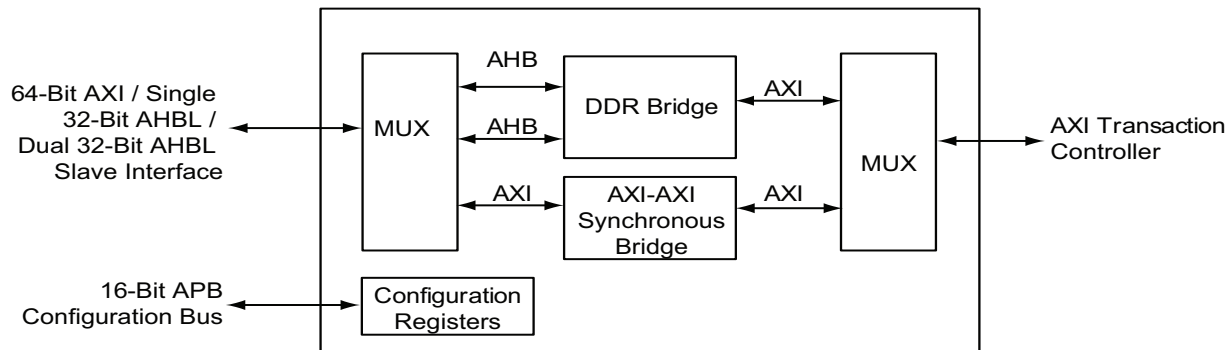 64-Bit AXI / Single
32-Bit AHBL /
Dual 32-Bit AHBL
Slave Interface
MUX
AHB
AHB
AXI
DDR Bridge
AXI-AXI
Synchronous
Bridge
AXI
AXI
MUX
AXI Transaction
Controller
16-Bit APB
Configuration Bus
Configuration
Registers